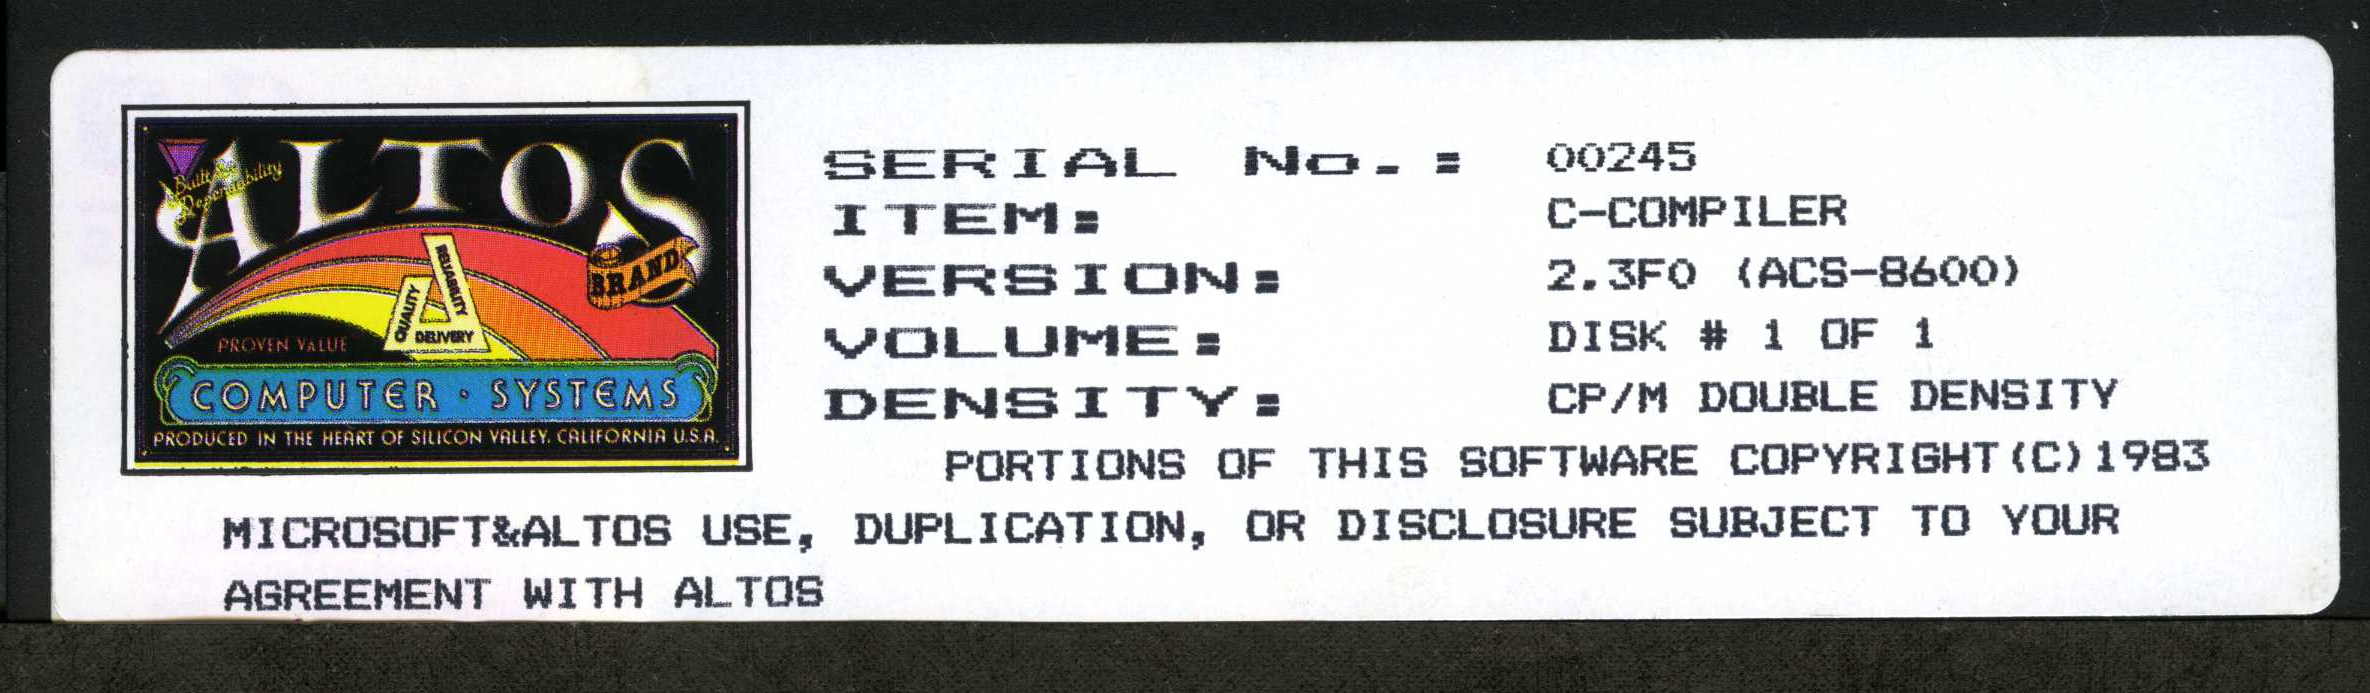 Built for
Dependability
ALTOS
BRAND
RELIABILITY
QUALITY
DELIVERY
PROVEN VALUE
COMPUTER · SYSTEMS
PRODUCED IN THE HEART OF SILICON VALLEY, CALIFORNIA U.S.A.
SERIAL No.: 00245
ITEM: C-COMPILER
VERSION: 2.3F0 (ACS-8600)
VOLUME: DISK # 1 OF 1
DENSITY: CP/M DOUBLE DENSITY
PORTIONS OF THIS SOFTWARE COPYRIGHT(C)1983
MICROSOFT&ALTOS USE, DUPLICATION, OR DISCLOSURE SUBJECT TO YOUR
AGREEMENT WITH ALTOS